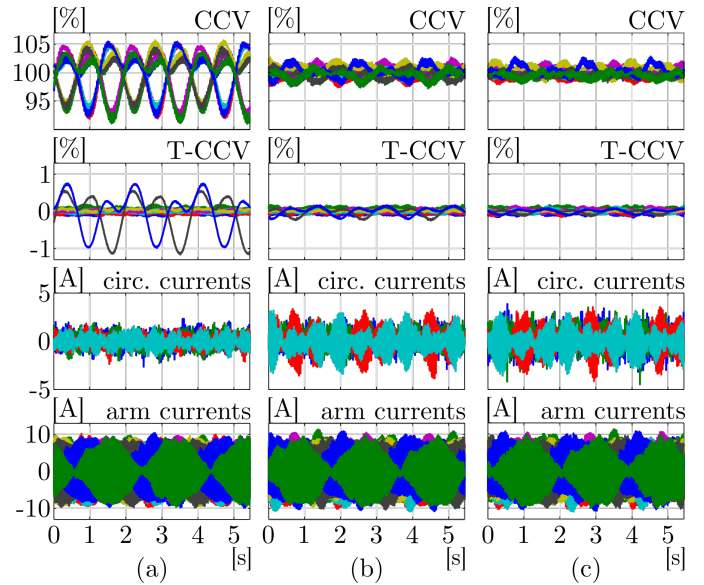 [%] CCV [%] CCV [%] CCV
105
100
95
[%] T-CCV [%] T-CCV [%] T-CCV
1
0
-1
[A] circ. currents [A] circ. currents [A] circ. currents
5
0
-5
[A] arm currents [A] arm currents [A] arm currents
10
0
-10
0 1 2 3 4 5 0 1 2 3 4 5 0 1 2 3 4 5
[s] [s] [s]
(a) (b) (c)